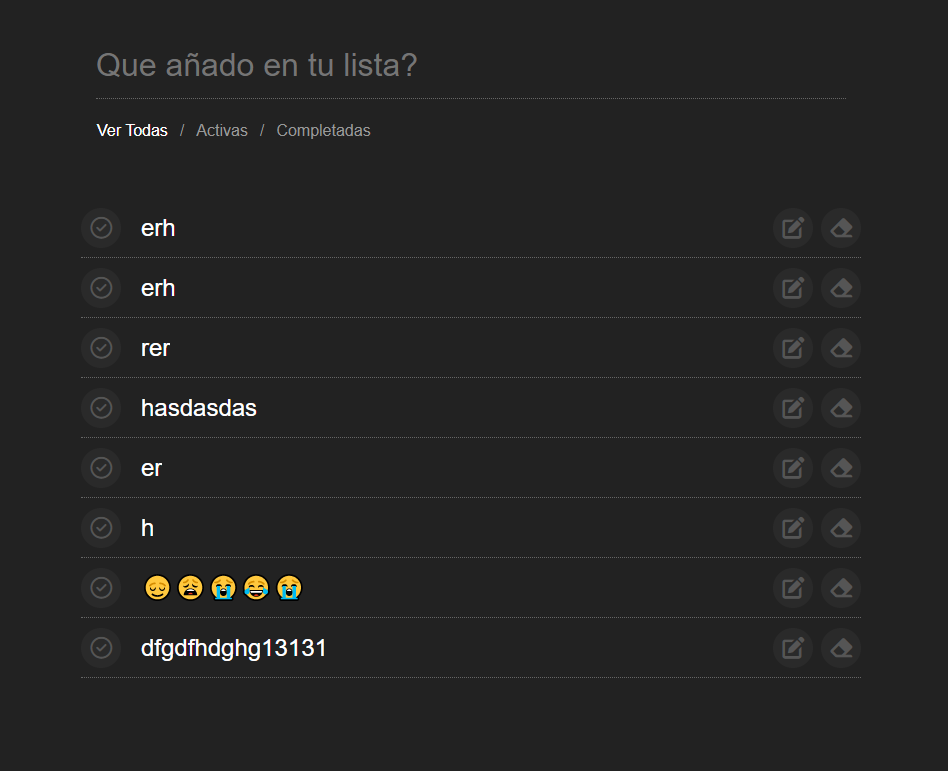 Que añado en tu lista?
Ver Todas / Activas / Completadas
erh
erh
rer
hasdasdas
er
h
😔😩😭😂😭
dfgdfhdghg13131